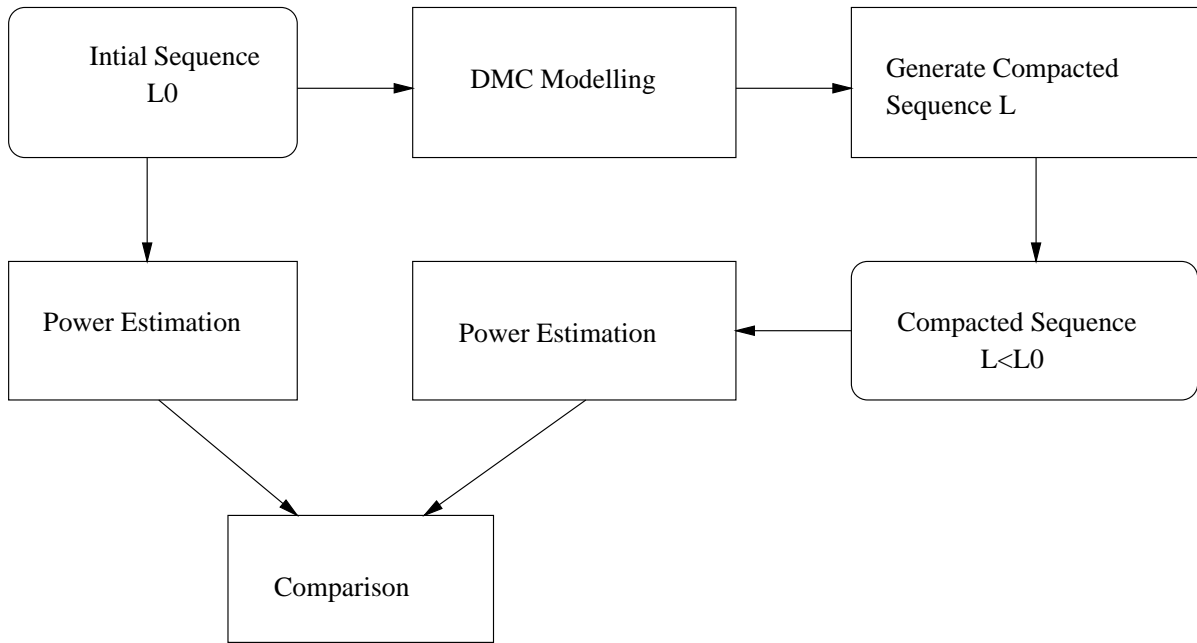 Intial Sequence
L0
DMC Modelling
Generate Compacted
Sequence L
Power Estimation
Power Estimation
Compacted Sequence
L<L0
Comparison